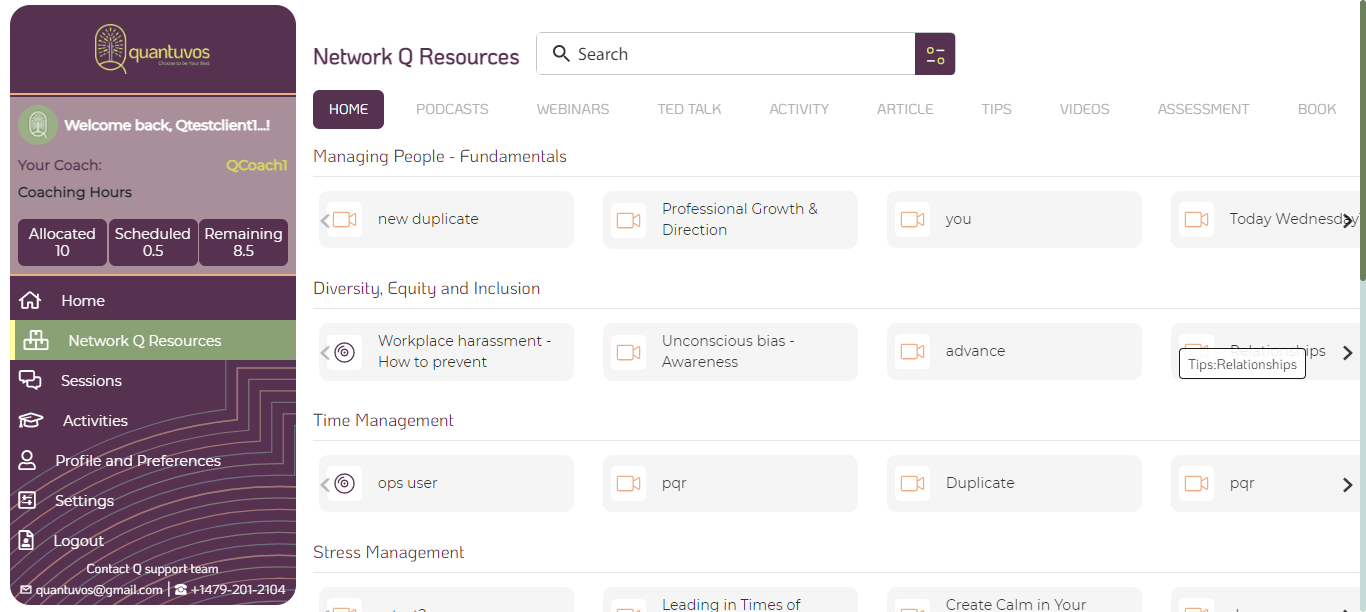 quantuvos
Choose to be Your Best
Welcome back, Qtestclient1...!
Your Coach: QCoach1
Coaching Hours
Allocated Scheduled Remaining
10 0.5 8.5
Home
Network Q Resources
Sessions
Activities
Profile and Preferences
Settings
Logout
Contact Q support team
quantuvos@gmail.com | +1479-201-2104
Network Q Resources
Search
HOME PODCASTS WEBINARS TED TALK ACTIVITY ARTICLE TIPS VIDEOS ASSESSMENT BOOK
Managing People - Fundamentals
new duplicate
Professional Growth &
Direction
you
Today Wednesday
Diversity, Equity and Inclusion
Workplace harassment -
How to prevent
Unconscious bias -
Awareness
advance
Relationships
Tips:Relationships
Time Management
ops user
pqr
Duplicate
pqr
Stress Management
Leading in Times of
Create Calm in Your